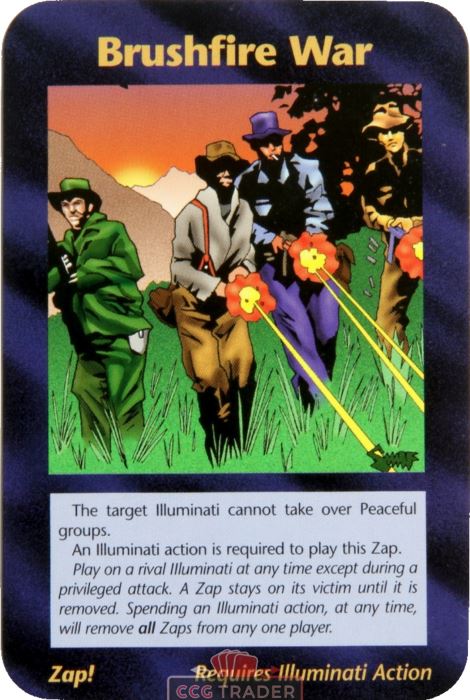 Brushfire War
The target Illuminati cannot take over Peaceful
groups.
An Illuminati action is required to play this Zap.
Play on a rival Illuminati at any time except during a
privileged attack. A Zap stays on its victim until it is
removed. Spending an Illuminati action, at any time,
will remove all Zaps from any one player.
Zap! Requires Illuminati Action
CCG TRADER